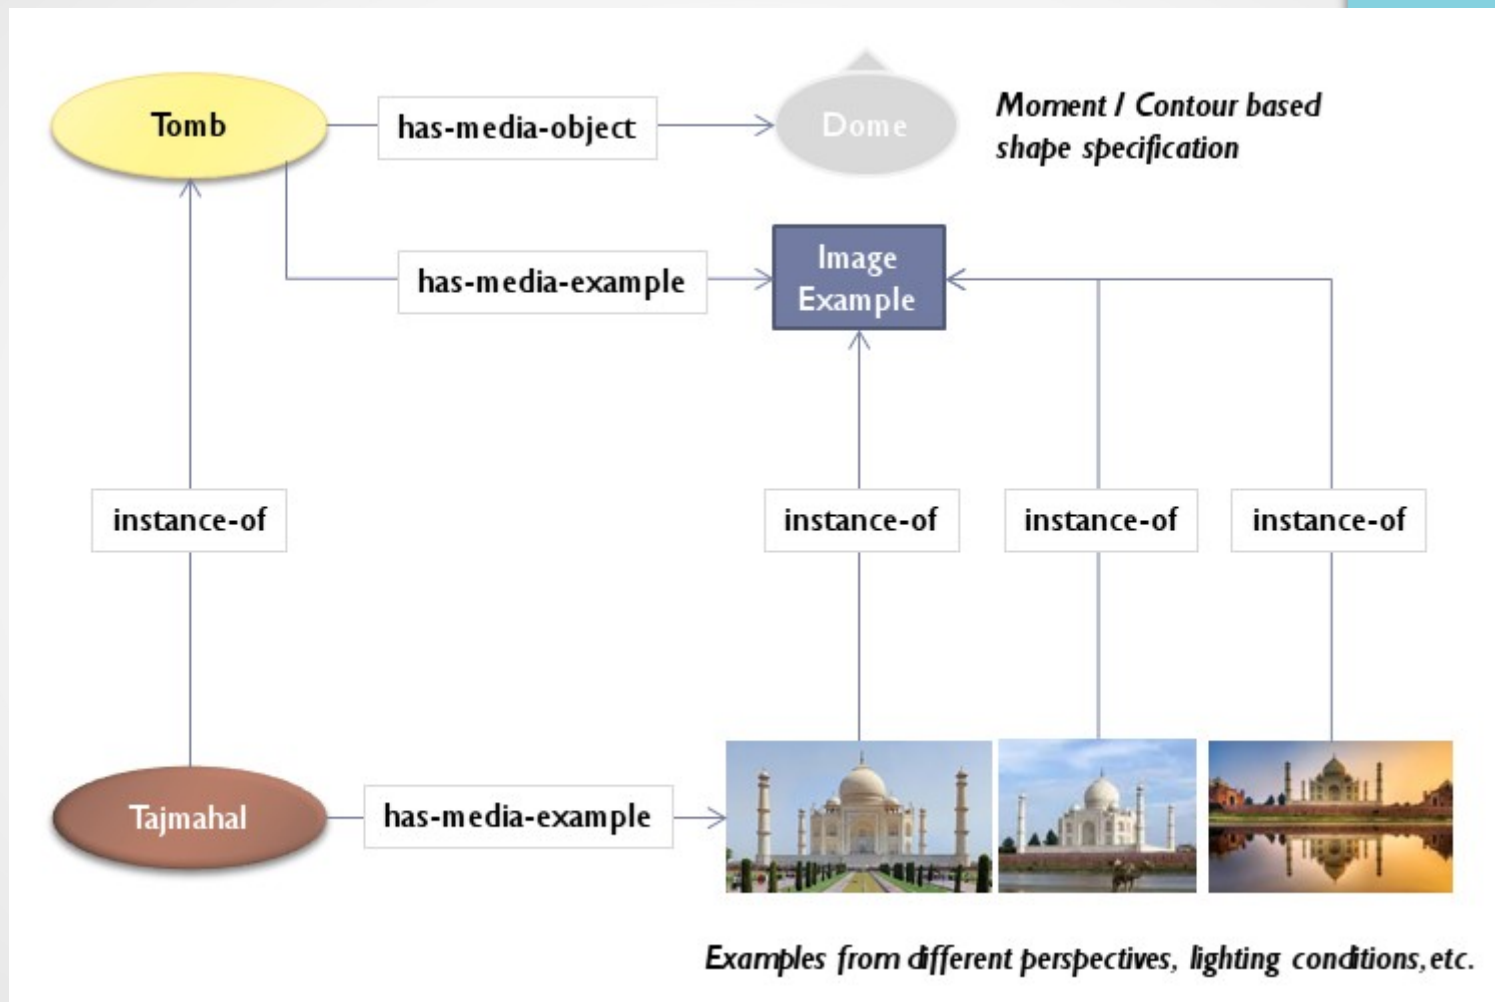 Tomb
has-media-object
Dome
Moment / Contour based
shape specification
has-media-example
Image
Example
instance-of
instance-of
instance-of
instance-of
Tajmahal
has-media-example
Examples from different perspectives, lighting conditions,etc.